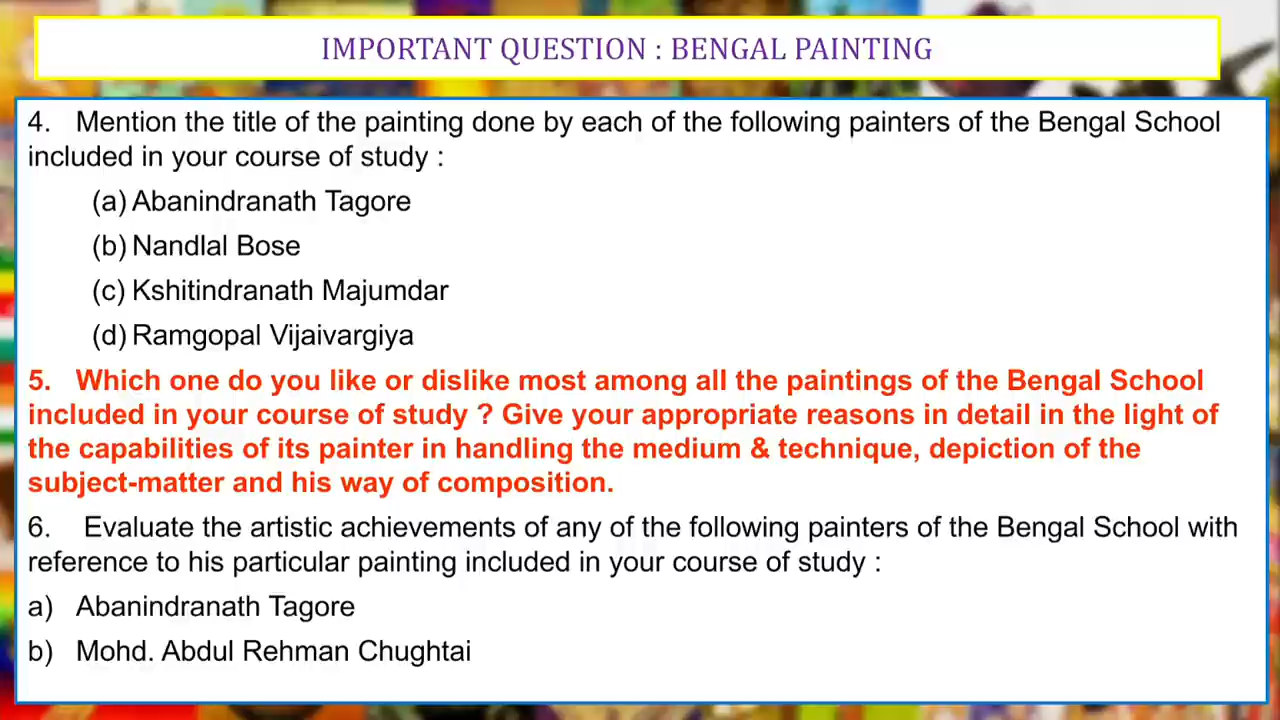 IMPORTANT QUESTION : BENGAL PAINTING
4. Mention the title of the painting done by each of the following painters of the Bengal School
included in your course of study :
(a) Abanindranath Tagore
(b) Nandlal Bose
(c) Kshitindranath Majumdar
(d) Ramgopal Vijaivargiya
5. Which one do you like or dislike most among all the paintings of the Bengal School
included in your course of study ? Give your appropriate reasons in detail in the light of
the capabilities of its painter in handling the medium & technique, depiction of the
subject-matter and his way of composition.
6. Evaluate the artistic achievements of any of the following painters of the Bengal School with
reference to his particular painting included in your course of study :
a) Abanindranath Tagore
b) Mohd. Abdul Rehman Chughtai